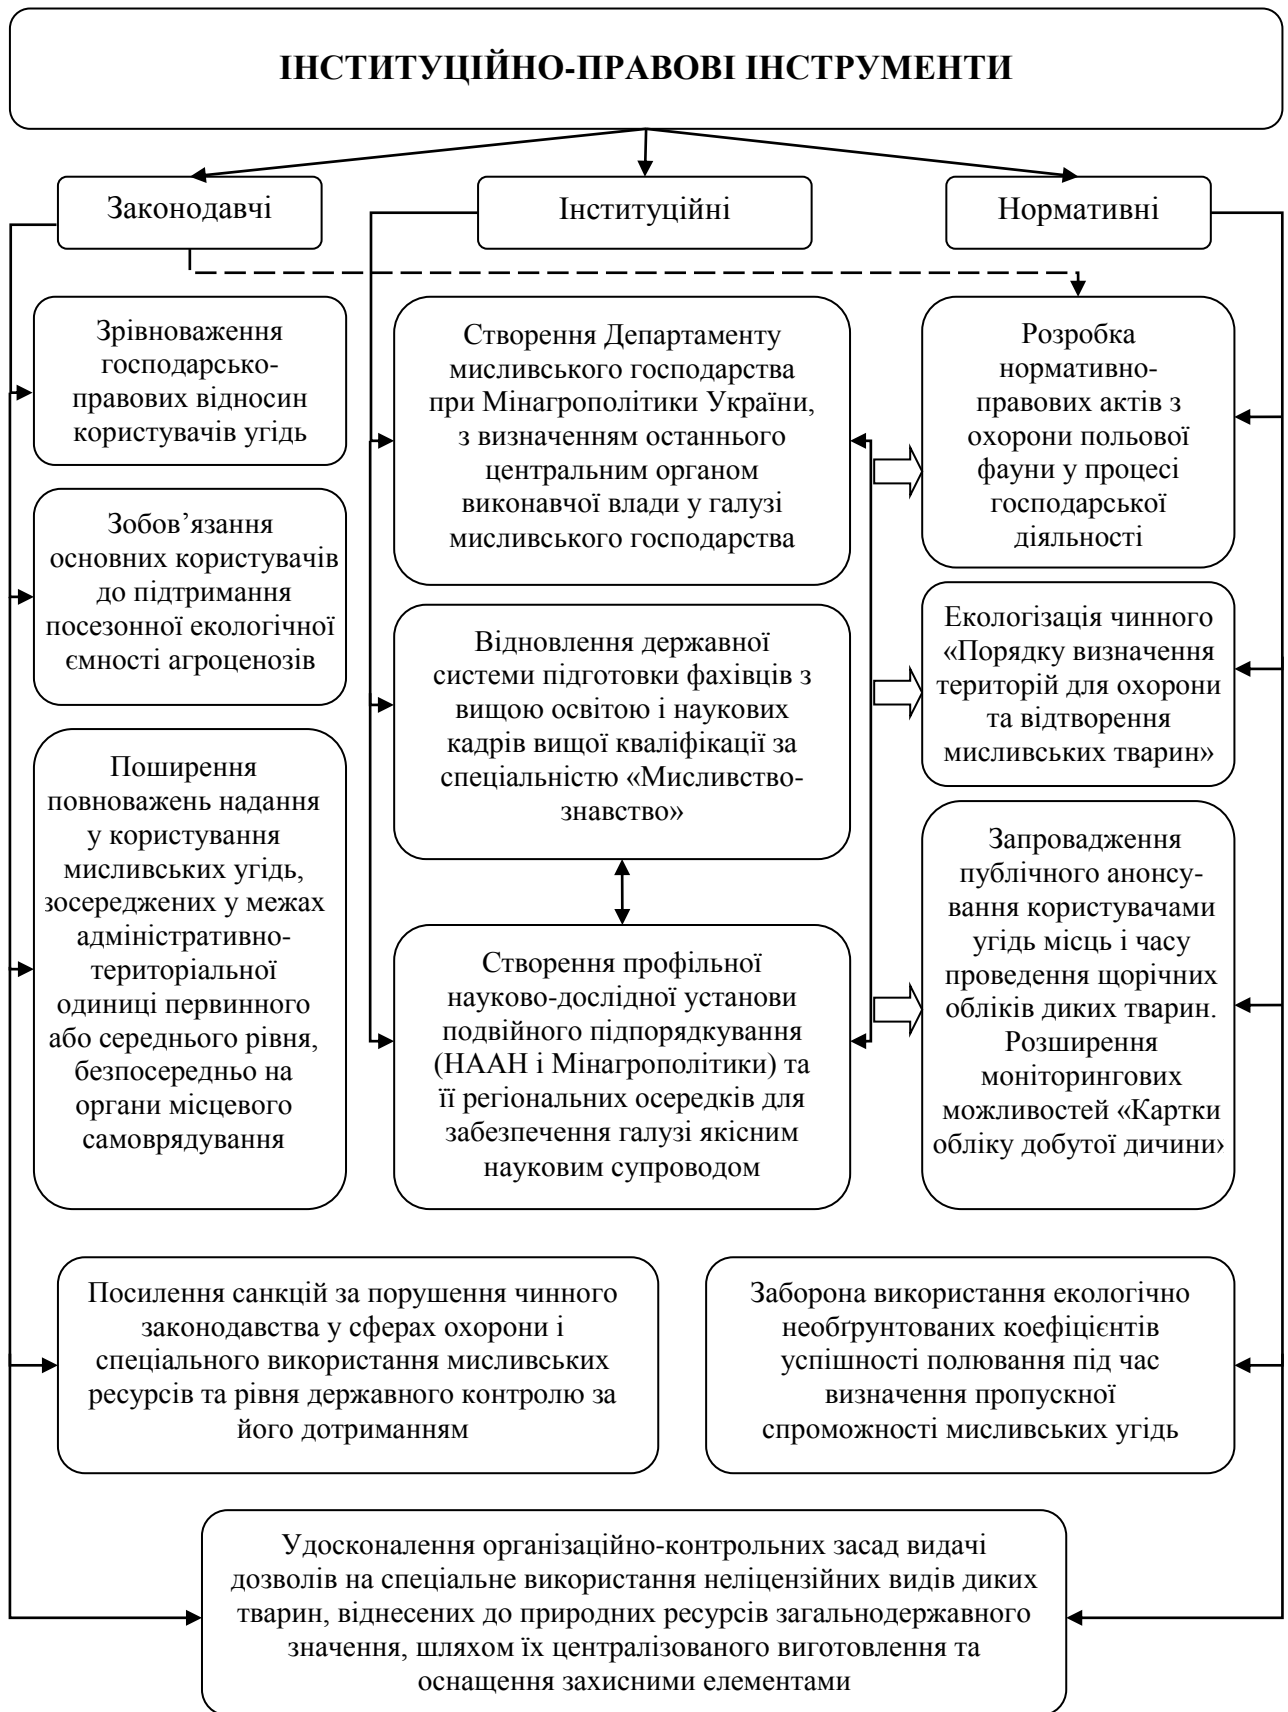 ІНСТИТУЦІЙНО-ПРАВОВІ ІНСТРУМЕНТИ
Законодавчі
Інституційні
Нормативні
Зрівноваження
господарсько-
правових відносин
користувачів угідь
Зобов’язання
основних користувачів
до підтримання
посезонної екологічної
ємності агроценозів
Поширення
повноважень надання
у користування
мисливських угідь,
зосереджених у межах
адміністративно-
територіальної
одиниці первинного
або середнього рівня,
безпосередньо на
органи місцевого
самоврядування
Створення Департаменту
мисливського господарства
при Мінагрополітики України,
з визначенням останнього
центральним органом
виконавчої влади у галузі
мисливського господарства
Відновлення державної
системи підготовки фахівців з
вищою освітою і наукових
кадрів вищої кваліфікації за
спеціальністю «Мисливство-
знавство»
Створення профільної
науково-дослідної установи
подвійного підпорядкування
(НААН і Мінагрополітики) та
її регіональних осередків для
забезпечення галузі якісним
науковим супроводом
Розробка
нормативно-
правових актів з
охорони польової
фауни у процесі
господарської
діяльності
Екологізація чинного
«Порядку визначення
територій для охорони
та відтворення
мисливських тварин»
Запровадження
публічного анонсу-
вання користувачами
угідь місць і часу
проведення щорічних
обліків диких тварин.
Розширення
моніторингових
можливостей «Картки
обліку добутої дичини»
Посилення санкцій за порушення чинного
законодавства у сферах охорони і
спеціального використання мисливських
ресурсів та рівня державного контролю за
його дотриманням
Заборона використання екологічно
необґрунтованих коефіцієнтів
успішності полювання під час
визначення пропускної
спроможності мисливських угідь
Удосконалення організаційно-контрольних засад видачі
дозволів на спеціальне використання неліцензійних видів диких
тварин, віднесених до природних ресурсів загальнодержавного
значення, шляхом їх централізованого виготовлення та
оснащення захисними елементами